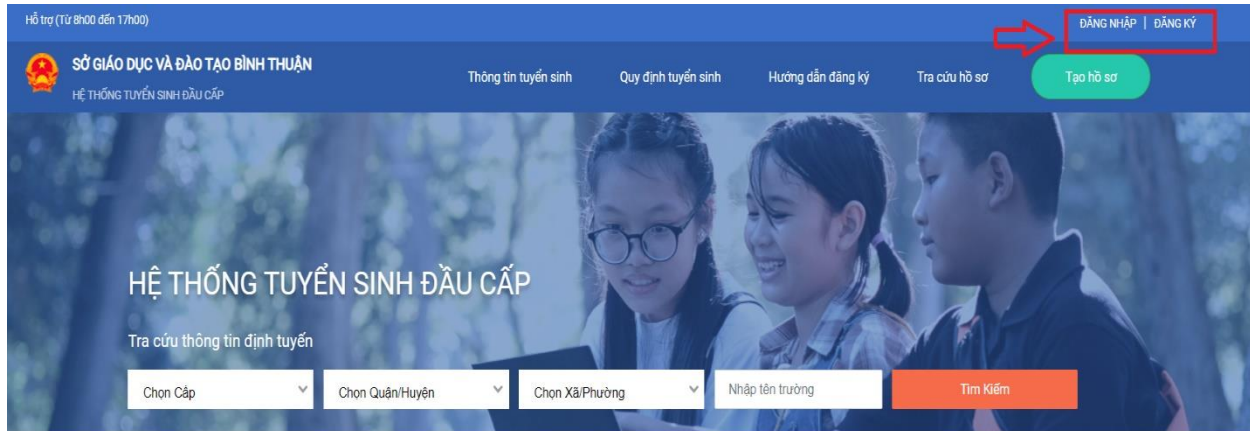 Hỗ trợ (Từ 8h00 đến 17h00)
ĐĂNG NHẬP | ĐĂNG KÝ
SỞ GIÁO DỤC VÀ ĐÀO TẠO BÌNH THUẬN
HỆ THỐNG TUYỂN SINH ĐẦU CẤP
Thông tin tuyển sinh Quy định tuyển sinh Hướng dẫn đăng ký Tra cứu hồ sơ Tạo hồ sơ
HỆ THỐNG TUYỂN SINH ĐẦU CẤP
Tra cứu thông tin định tuyến
Chọn Cấp Chọn Quận/Huyện Chọn Xã/Phường Nhập tên trường Tìm Kiếm